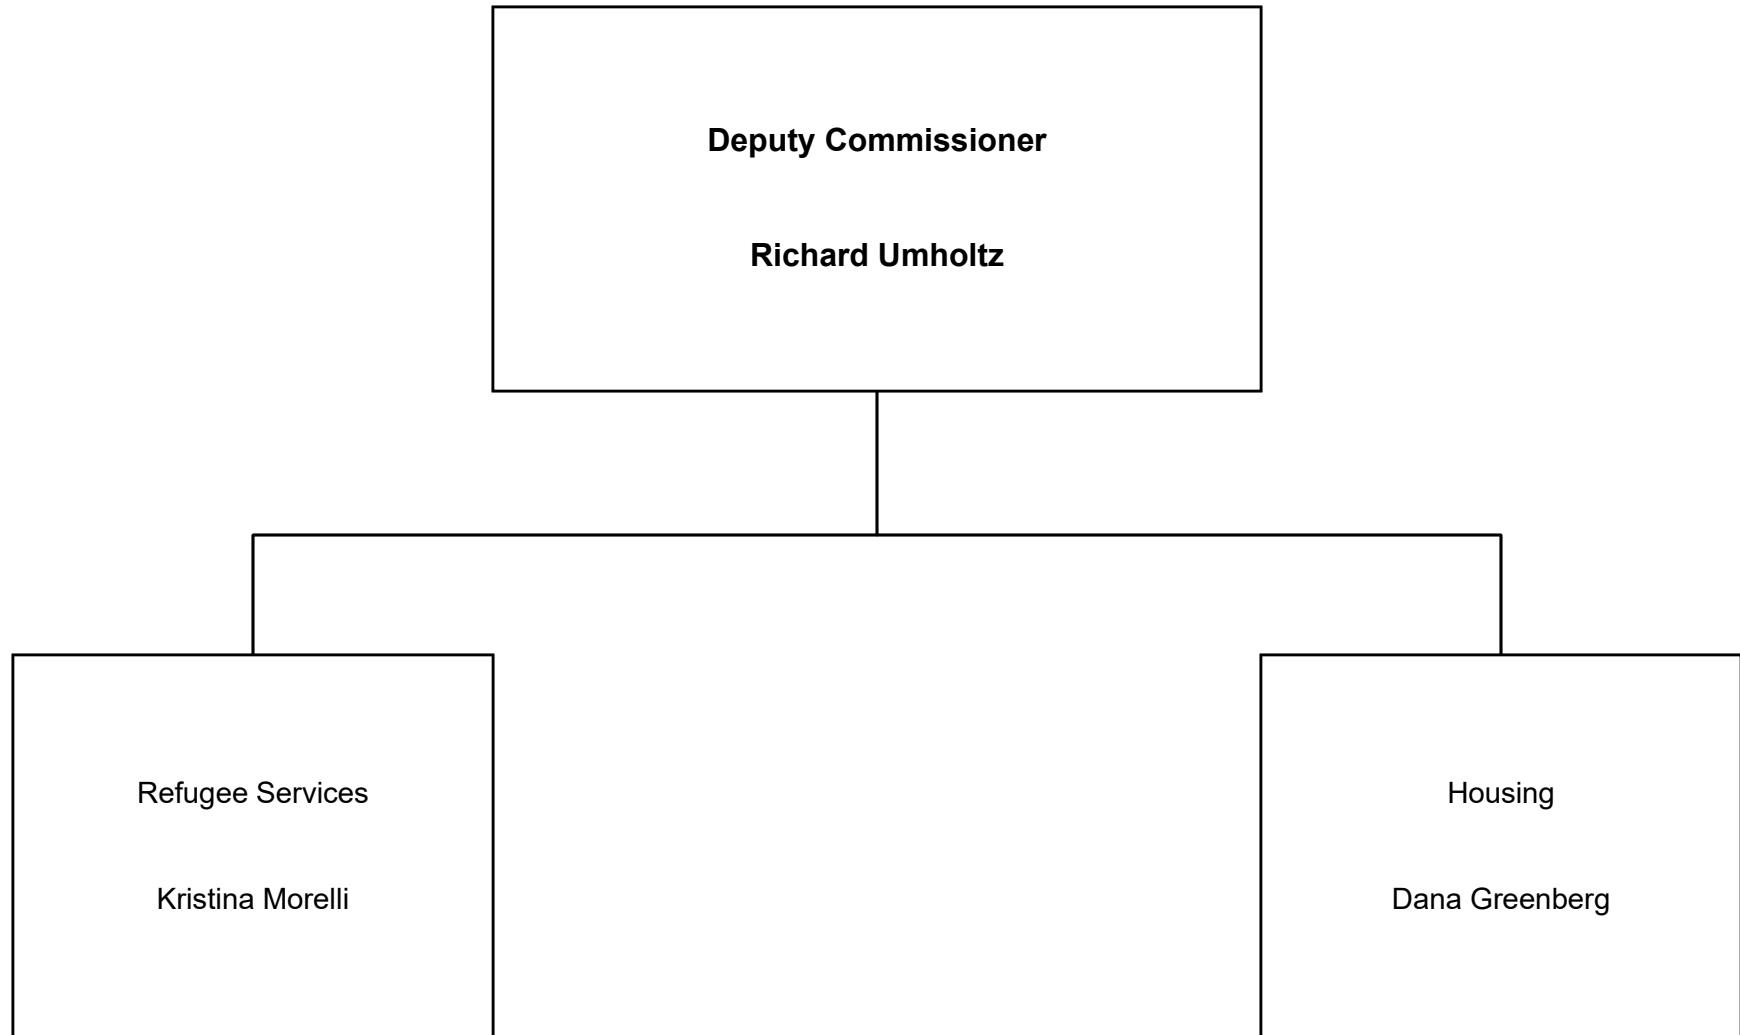 Deputy Commissioner
Richard Umholtz
Refugee Services
Kristina Morelli
Housing
Dana Greenberg